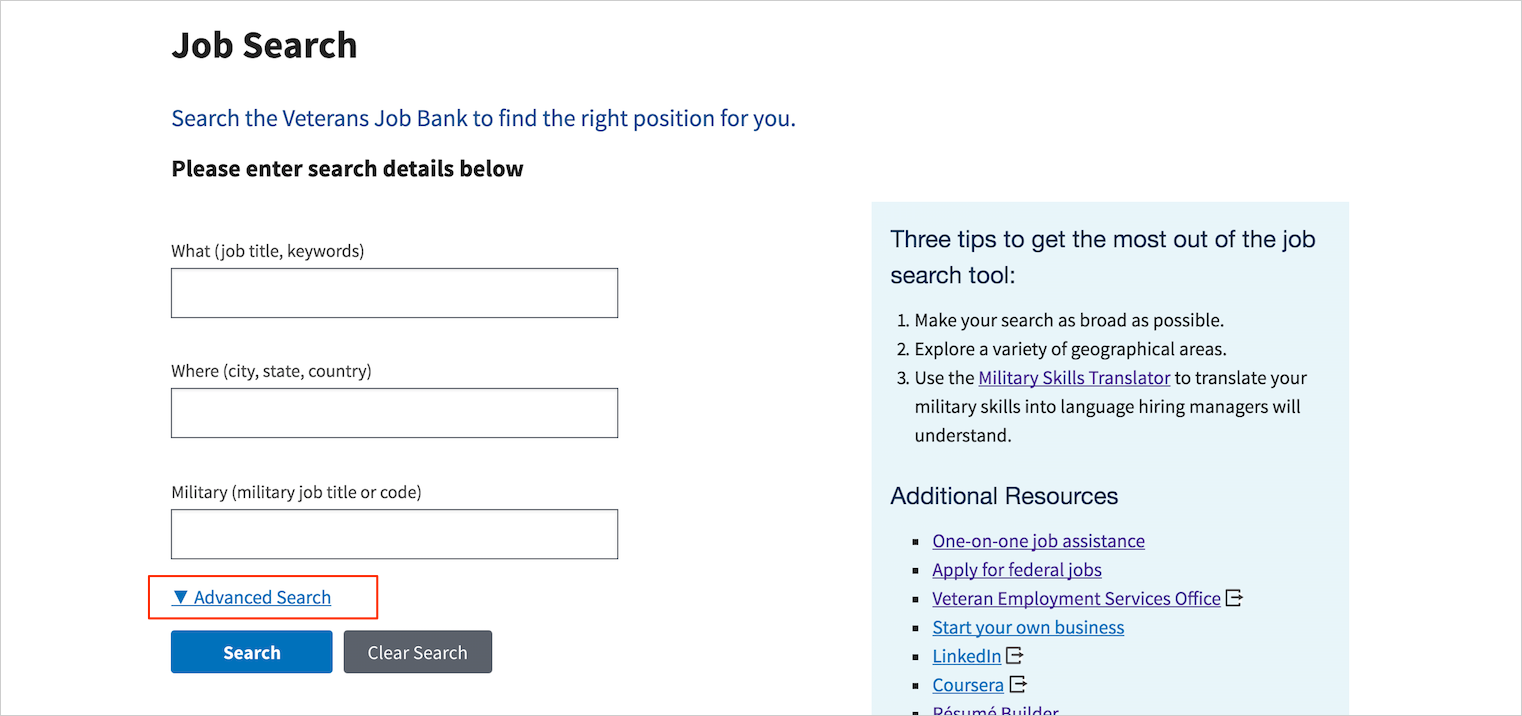 Job Search
Search the Veterans Job Bank to find the right position for you.
Please enter search details below
What (job title, keywords)
Where (city, state, country)
Military (military job title or code)
▼ Advanced Search
Search
Clear Search
Three tips to get the most out of the job
search tool:
1. Make your search as broad as possible.
2. Explore a variety of geographical areas.
3. Use the Military Skills Translator to translate your
military skills into language hiring managers will
understand.
Additional Resources
One-on-one job assistance
Apply for federal jobs
Veteran Employment Services Office
Start your own business
LinkedIn
Coursera
Résumé Builder